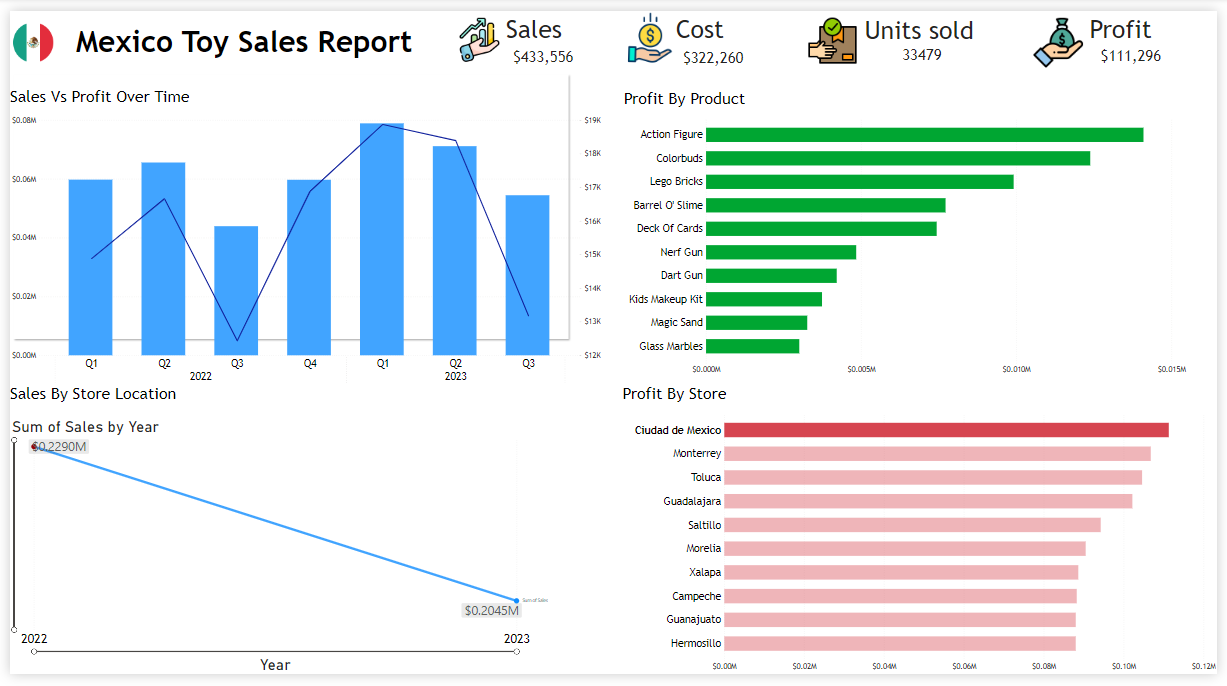 Mexico Toy Sales Report
Sales
$433,556
Cost
$322,260
Units sold
33479
Profit
$111,296
Sales Vs Profit Over Time
$0.08M
$0.06M
$0.04M
$0.02M
$0.00M
$19K
$18K
$17K
$16K
$15K
$14K
$13K
$12K
Q1 Q2 Q3 Q4 Q1 Q2 Q3
2022 2023
Profit By Product
Action Figure
Colorbuds
Lego Bricks
Barrel O' Slime
Deck Of Cards
Nerf Gun
Dart Gun
Kids Makeup Kit
Magic Sand
Glass Marbles
$0.000M $0.005M $0.010M $0.015M
Sales By Store Location
Sum of Sales by Year
$0.2290M
Sum of Sales
$0.2045M
2022 2023
Year
Profit By Store
Ciudad de Mexico
Monterrey
Toluca
Guadalajara
Saltillo
Morelia
Xalapa
Campeche
Guanajuato
Hermosillo
$0.00M $0.02M $0.04M $0.06M $0.08M $0.10M $0.12M